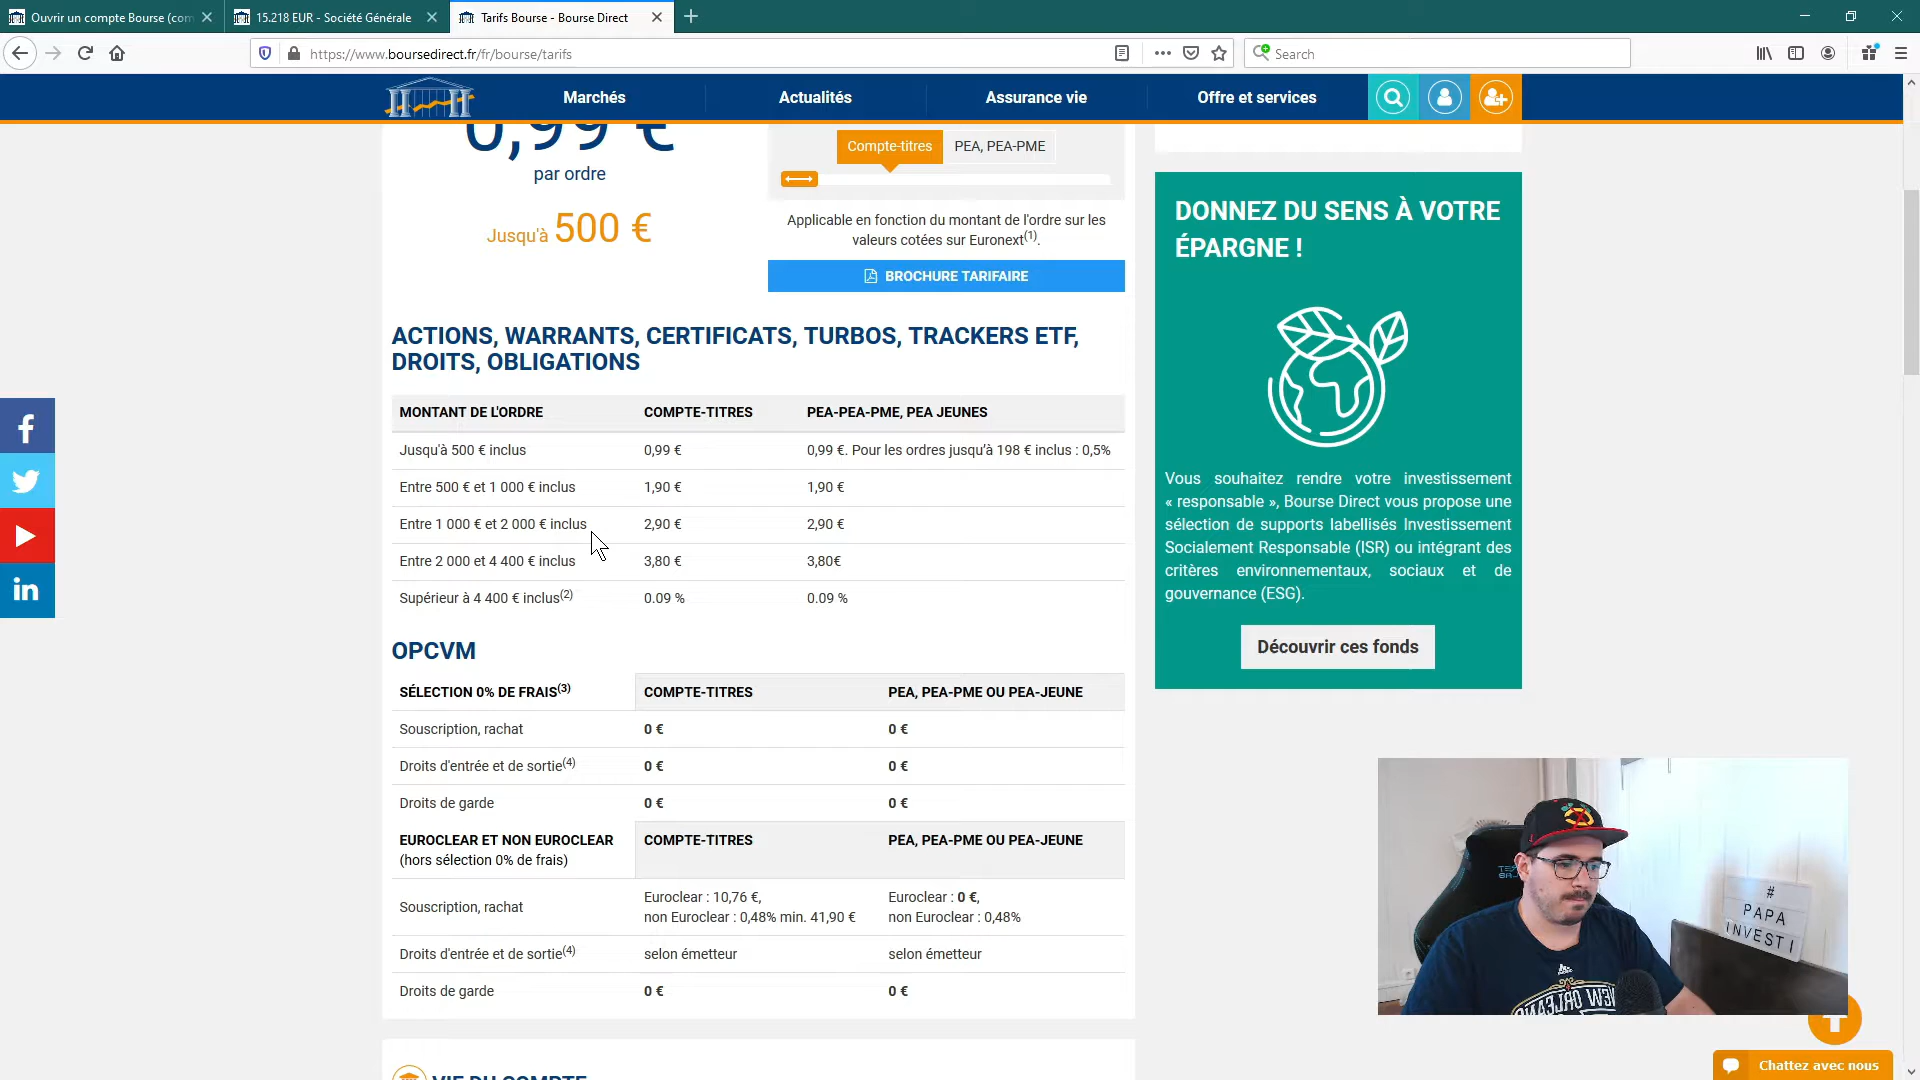 Ouvrir un compte Bourse (com
15.218 EUR - Société Générale
Tarifs Bourse - Bourse Direct
https://www.boursedirect.fr/fr/bourse/tarifs
Search
Marchés
Actualités
Assurance vie
Offre et services
0,99 €
par ordre
Jusqu'à 500 €
Compte-titres
PEA, PEA-PME
Applicable en fonction du montant de l'ordre sur les
valeurs cotées sur Euronext(1).
BROCHURE TARIFAIRE
ACTIONS, WARRANTS, CERTIFICATS, TURBOS, TRACKERS ETF,
DROITS, OBLIGATIONS
MONTANT DE L'ORDRE COMPTE-TITRES PEA-PEA-PME, PEA JEUNES
Jusqu'à 500 € inclus 0,99 € 0,99 €. Pour les ordres jusqu'à 198 € inclus : 0,5%
Entre 500 € et 1 000 € inclus 1,90 € 1,90 €
Entre 1 000 € et 2 000 € inclus 2,90 € 2,90 €
Entre 2 000 et 4 400 € inclus 3,80 € 3,80€
Supérieur à 4 400 € inclus(2) 0.09 % 0.09 %
OPCVM
SÉLECTION 0% DE FRAIS(3) COMPTE-TITRES PEA, PEA-PME OU PEA-JEUNE
Souscription, rachat 0 € 0 €
Droits d'entrée et de sortie(4) 0 € 0 €
Droits de garde 0 € 0 €
EUROCLEAR ET NON EUROCLEAR COMPTE-TITRES PEA, PEA-PME OU PEA-JEUNE
(hors sélection 0% de frais)
Souscription, rachat
Euroclear : 10,76 €,
non Euroclear : 0,48% min. 41,90 €
Euroclear : 0 €,
non Euroclear : 0,48%
Droits d'entrée et de sortie(4) selon émetteur selon émetteur
Droits de garde 0 € 0 €
VIE DU COMPTE
DONNEZ DU SENS À VOTRE
ÉPARGNE !
Vous souhaitez rendre votre investissement
« responsable », Bourse Direct vous propose une
sélection de supports labellisés Investissement
Socialement Responsable (ISR) ou intégrant des
critères environnementaux, sociaux et de
gouvernance (ESG).
Découvrir ces fonds
#
PAPA
INVEST I
NEW ORLEANS
Chattez avec nous